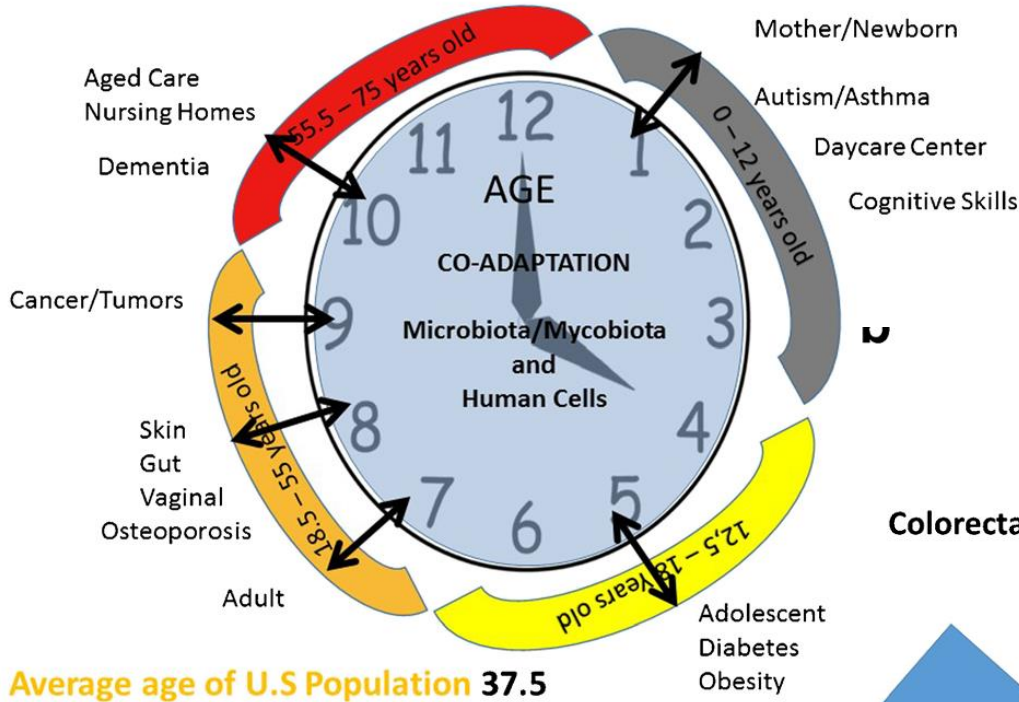 Mother/Newborn
Autism/Asthma
Daycare Center
Cognitive Skills
0 – 12 years old
55.5 – 75 years old
Aged Care
Nursing Homes
Dementia
12
1
2
3
4
5
6
7
8
9
10
11
AGE
CO-ADAPTATION
Microbiota/Mycobiota
and
Human Cells
Cancer/Tumors
18.5 – 55 years old
Skin
Gut
Vaginal
Osteoporosis
Adult
12,5 – 18 Years old
Adolescent
Diabetes
Obesity
Colorecta
Average age of U.S Population 37.5